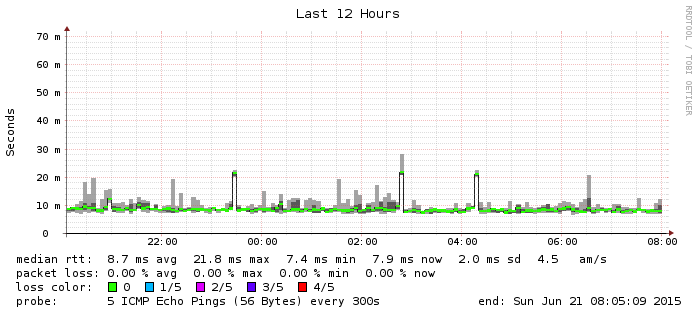 Last 12 Hours
RRDTOOL / TOBI OETIKER
Seconds
70 m
60 m
50 m
40 m
30 m
20 m
10 m
0
22:00 00:00 02:00 04:00 06:00 08:00
median rtt: 8.7 ms avg 21.8 ms max 7.4 ms min 7.9 ms now 2.0 ms sd 4.5 am/s
packet loss: 0.00 % avg 0.00 % max 0.00 % min 0.00 % now
loss color: 0 1/5 2/5 3/5 4/5
probe: 5 ICMP Echo Pings (56 Bytes) every 300s end: Sun Jun 21 08:05:09 2015